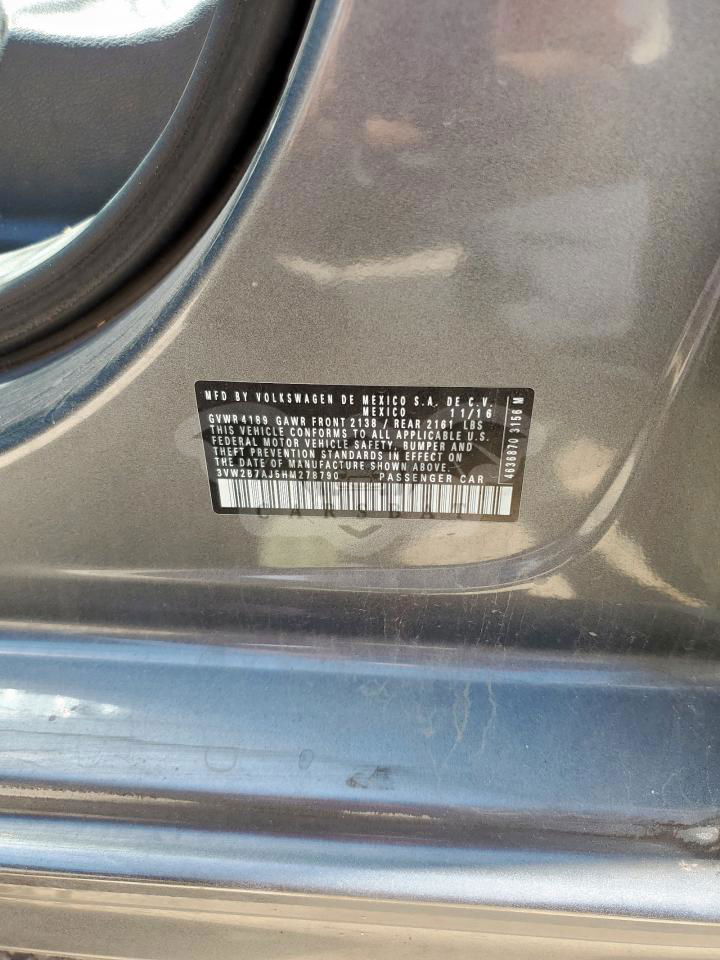 MFD BY VOLKSWAGEN DE MEXICO S.A. DE C.V.
MEXICO 11/16
GVWR 4189 GAWR FRONT 2138 / REAR 2161 LBS
THIS VEHICLE CONFORMS TO ALL APPLICABLE U.S.
FEDERAL MOTOR VEHICLE SAFETY, BUMPER AND
THEFT PREVENTION STANDARDS IN EFFECT ON
THE DATE OF MANUFACTURE SHOWN ABOVE.
3VW2B7AJ5HM278790 PASSENGER CAR
4636870 3156 M